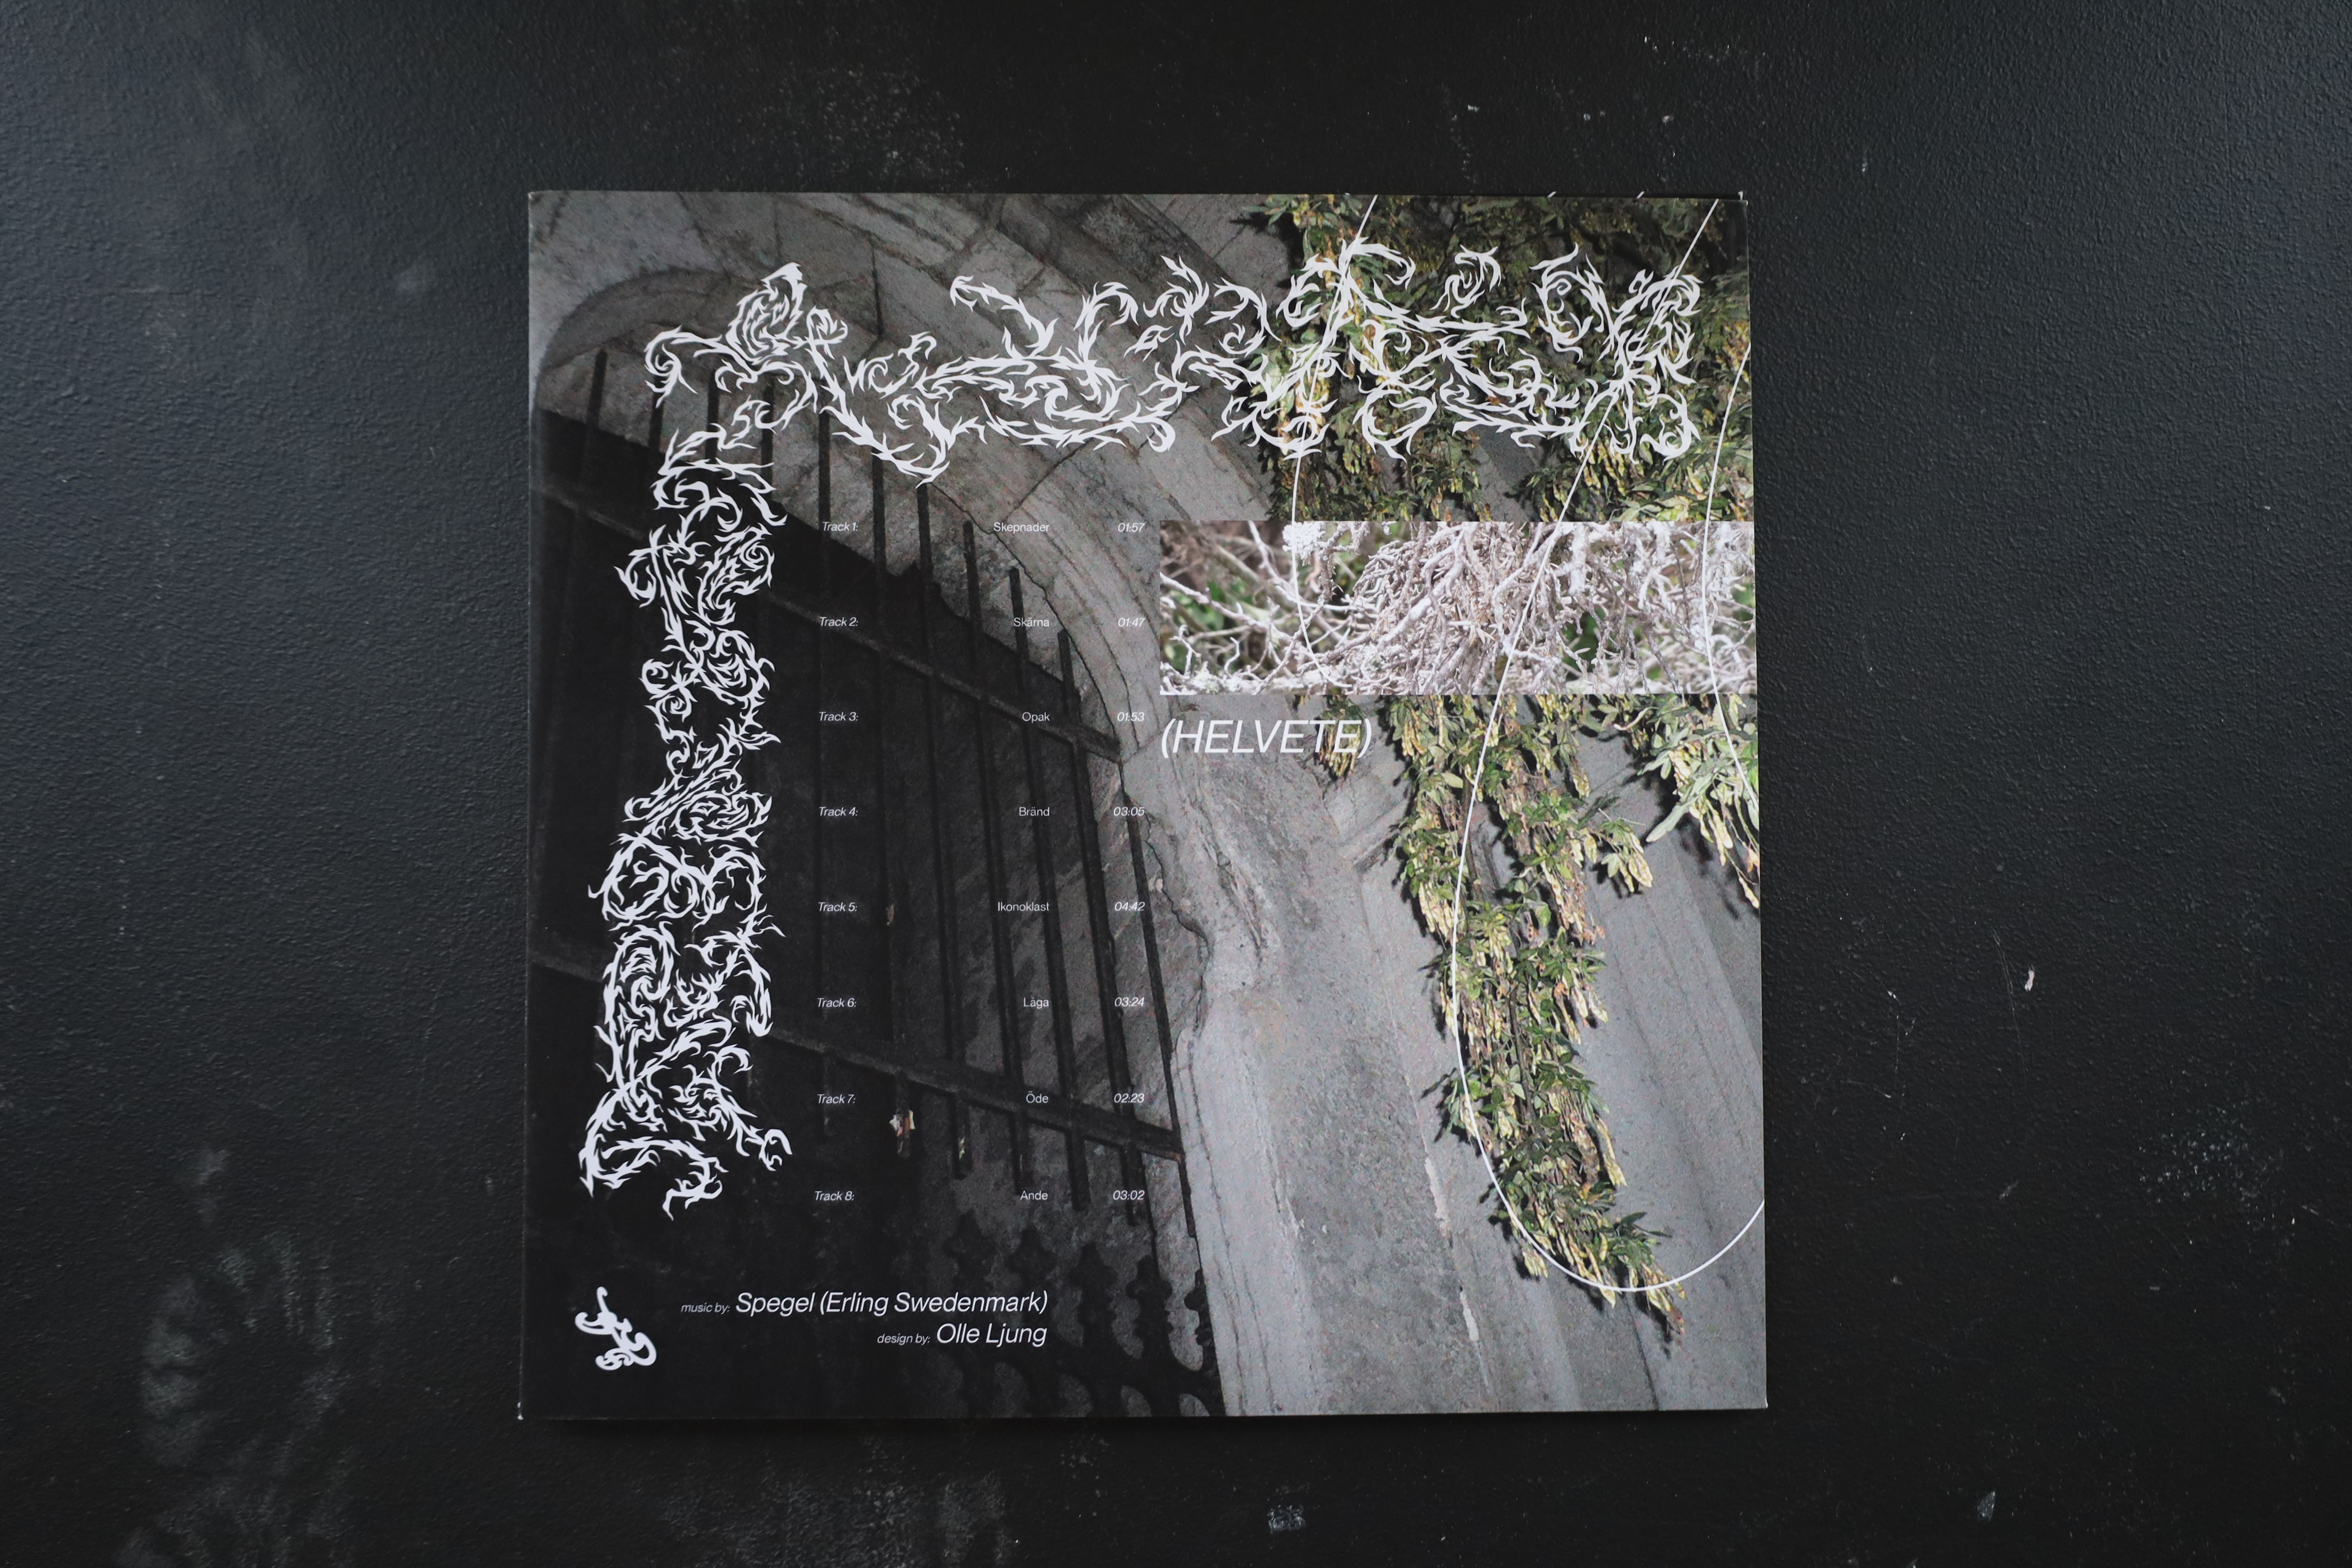 Track 1: Skepnader 01:57
Track 2: Skärna 01:47
Track 3: Opak 01:53
(HELVETE)
Track 4: Bränd 03:05
Track 5: Ikonoklast 04:42
Track 6: Låga 03:24
Track 7: Öde 02:23
Track 8: Ande 03:02
music by: Spegel (Erling Swedenmark)
design by: Olle Ljung